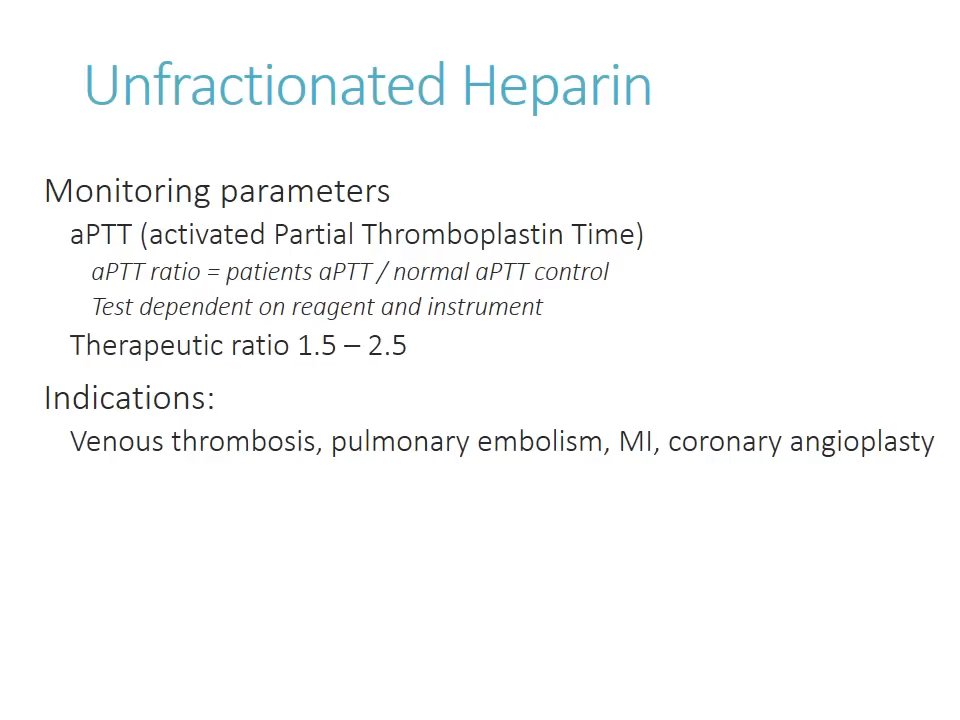 Unfractionated Heparin
Monitoring parameters
aPTT (activated Partial Thromboplastin Time)
aPTT ratio = patients aPTT / normal aPTT control
Test dependent on reagent and instrument
Therapeutic ratio 1.5 – 2.5
Indications:
Venous thrombosis, pulmonary embolism, MI, coronary angioplasty